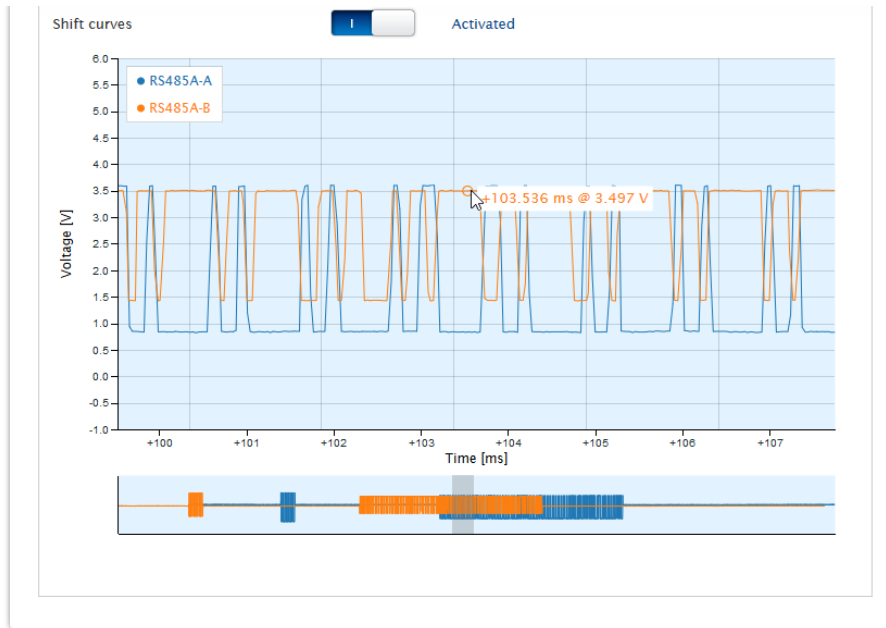 Shift curves I Activated
6.0
RS485A-A
5.5
RS485A-B
5.0
4.5
4.0
3.5
+103.536 ms @ 3.497 V
3.0
Voltage [V]
2.5
2.0
1.5
1.0
0.5
0.0
-0.5
-1.0
+100 +101 +102 +103 +104 +105 +106 +107
Time [ms]